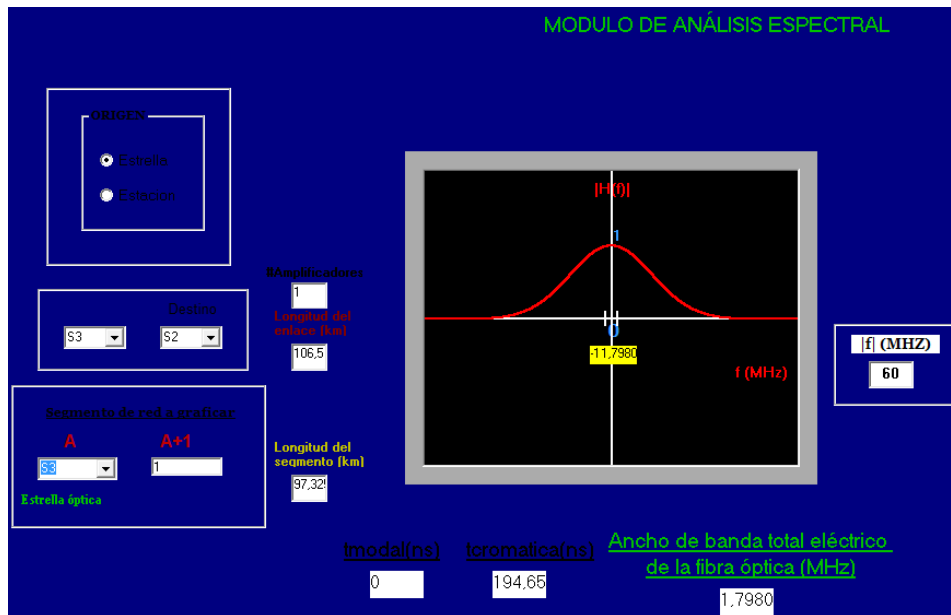 MODULO DE ANÁLISIS ESPECTRAL
ORIGEN
Estrella
Estacion
#Amplificadores
1
Longitud del
enlace (km)
106,5
Destino
S3
S2
|H(f)|
1
0
-11,7980
f (MHz)
|f| (MHZ)
60
Segmento de red a graficar
A
A+1
S3
1
Estrella óptica
Longitud del
segmento (km)
97,32
tmodal(ns)
tcromatica(ns)
Ancho de banda total eléctrico
de la fibra óptica (MHz)
0
194,65
1,7980